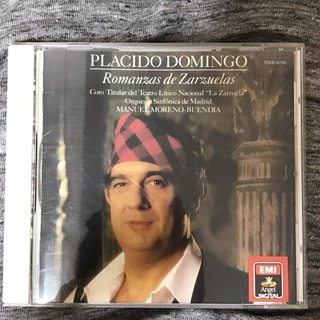 PLACIDO DOMINGO
Romanzas de Zarzuelas
Coro Titular del Teatro Lírico Nacional "La Zarzuela"
Orquesta Sinfónica de Madrid
MANUEL MORENO-BUENDIA
EMI
Angel
DIGITAL